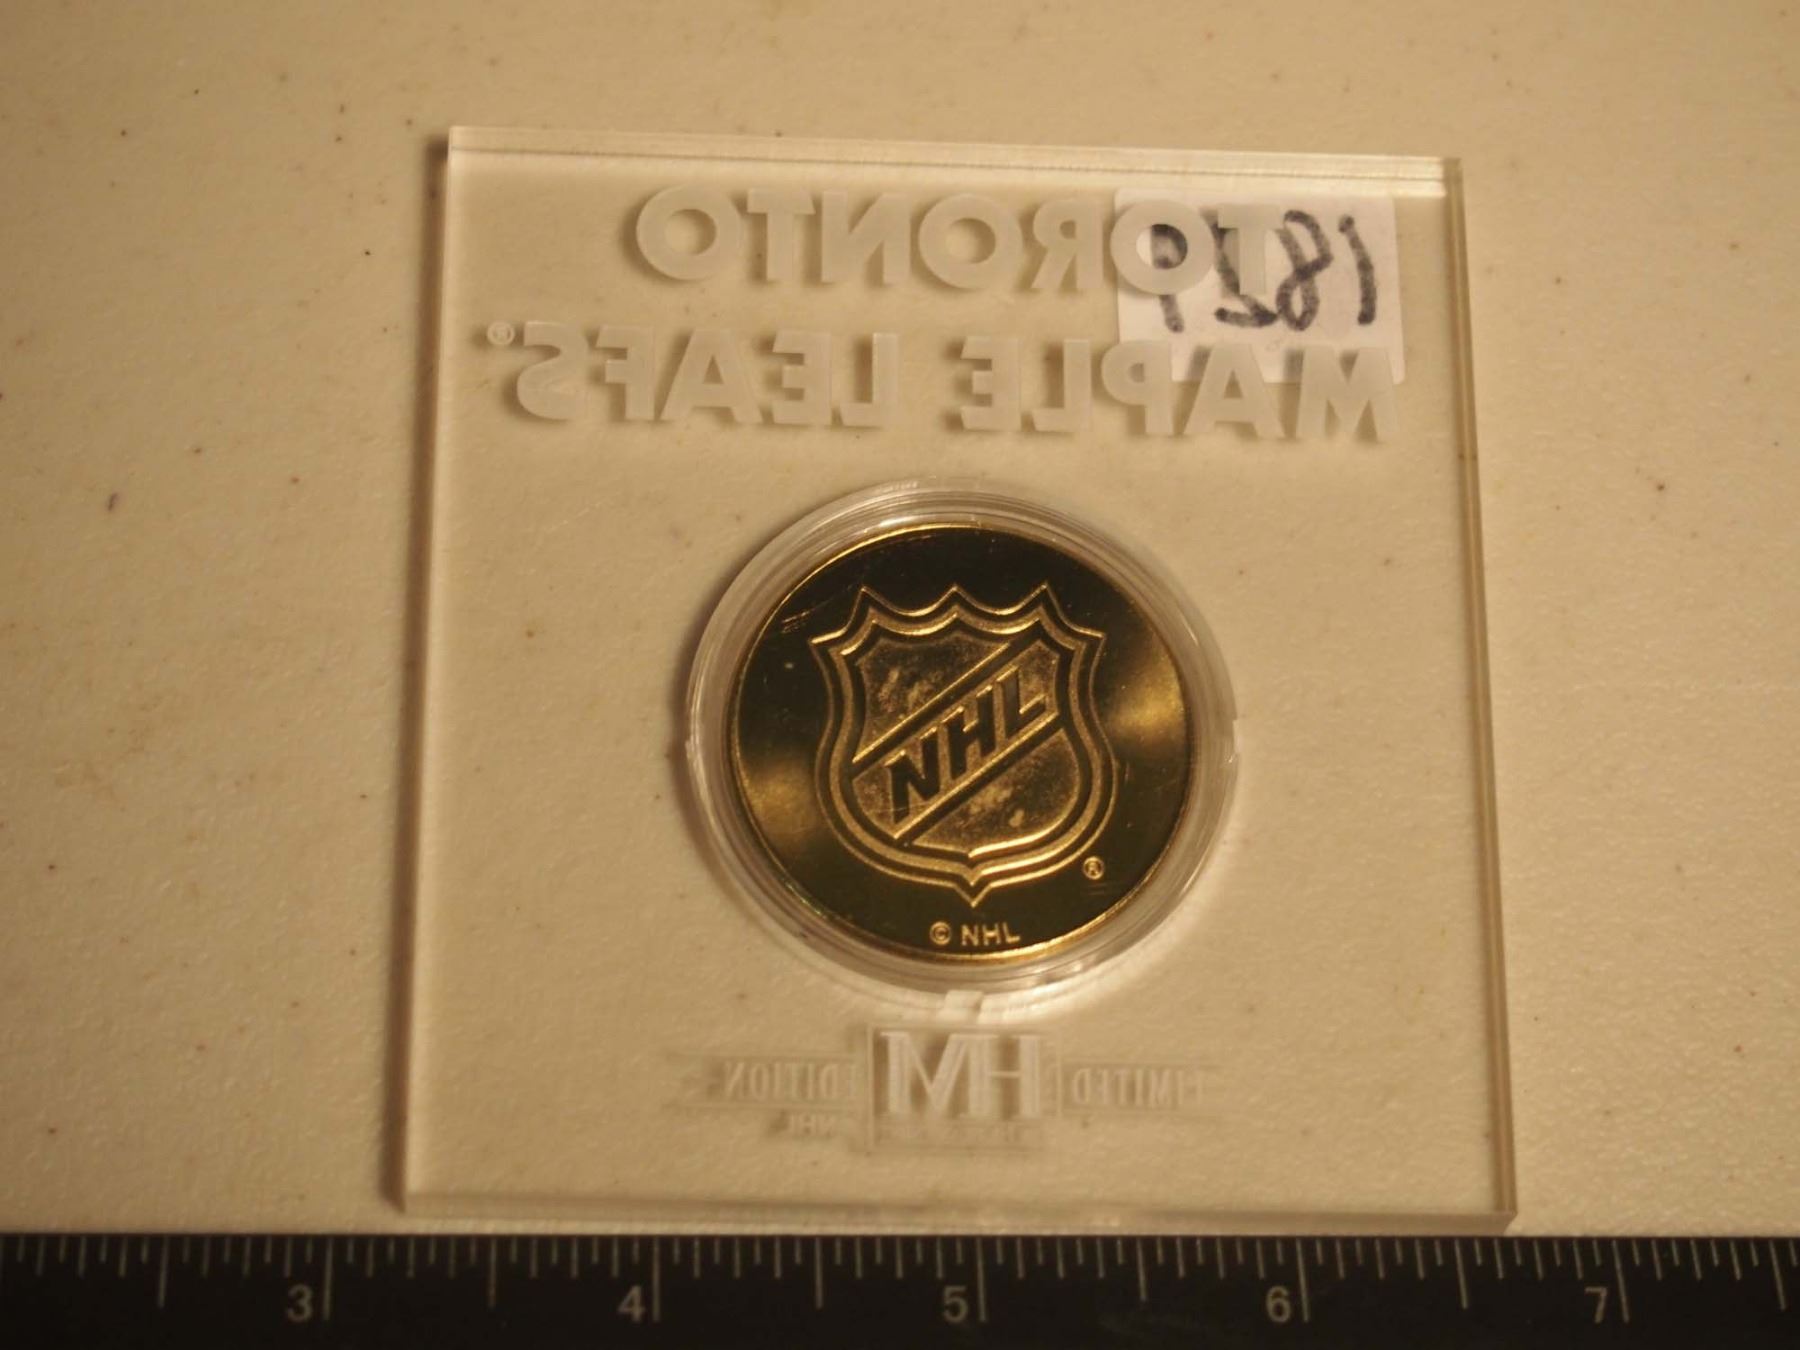 TORONTO
1829
MAPLE LEAFS®
NHL
®
© NHL
LIMITED HM EDITION
NHL
3 4 5 6 7